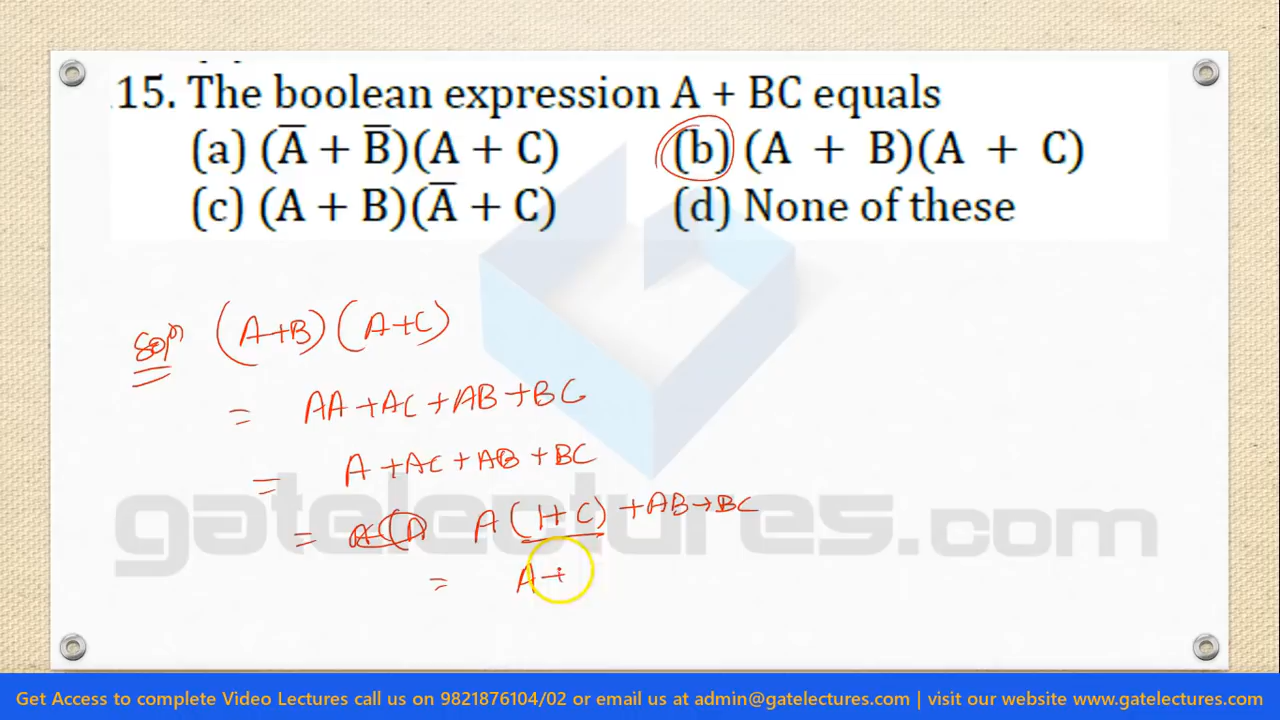 15. The boolean expression A + BC equals
(a) (A̅ + B̅)(A + C) (b) (A + B)(A + C)
(c) (A + B)(A̅ + C) (d) None of these
Solⁿ (A+B) (A+C)
= AA + AC + AB + BC
= A + AC + AB + BC
= A (1+C) + AB + BC
= A +
gatelectures.com
Get Access to complete Video Lectures call us on 9821876104/02 or email us at admin@gatelectures.com | visit our website www.gatelectures.com